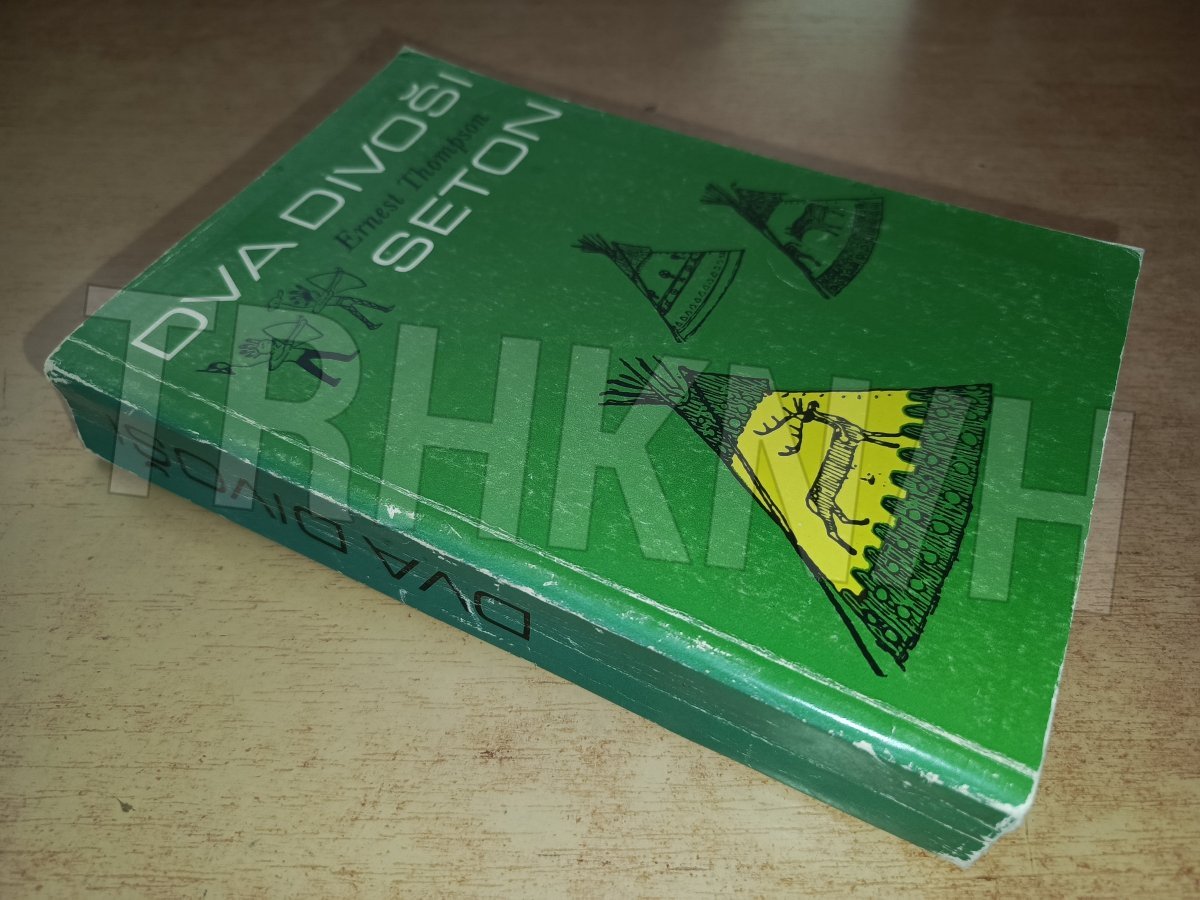 DVA DIVOŠI
Ernest Thompson
SETON
DVA DIVOŠI
TRHKNIH